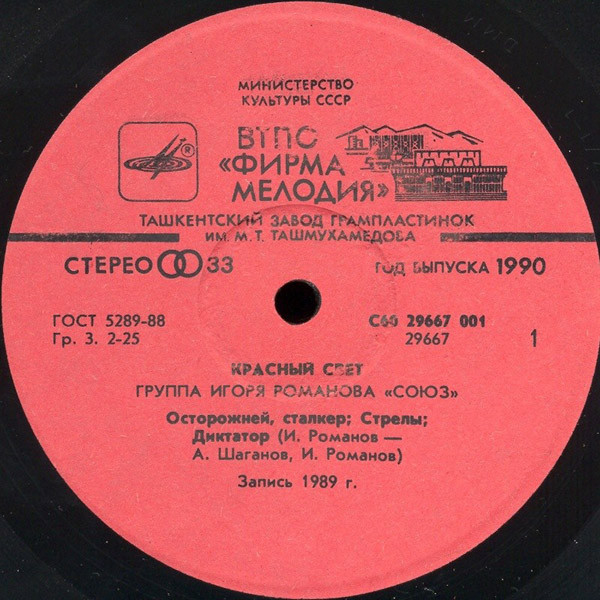 МИНИСТЕРСТВО
КУЛЬТУРЫ СССР
ВТПС
«ФИРМА
МЕЛОДИЯ»
®
ТАШКЕНТСКИЙ ЗАВОД ГРАМПЛАСТИНОК
ИМ. М. Т. ТАШМУХАМЕДОВА
СТЕРЕО 33
ГОД ВЫПУСКА 1990
ГОСТ 5289-88
С60 29667 001
Гр. 3. 2-25
29667
1
КРАСНЫЙ СВЕТ
ГРУППА ИГОРЯ РОМАНОВА «СОЮЗ»
Осторожней, сталкер; Стрелы;
Диктатор (И. Романов —
А. Шаганов, И. Романов)
Запись 1989 г.